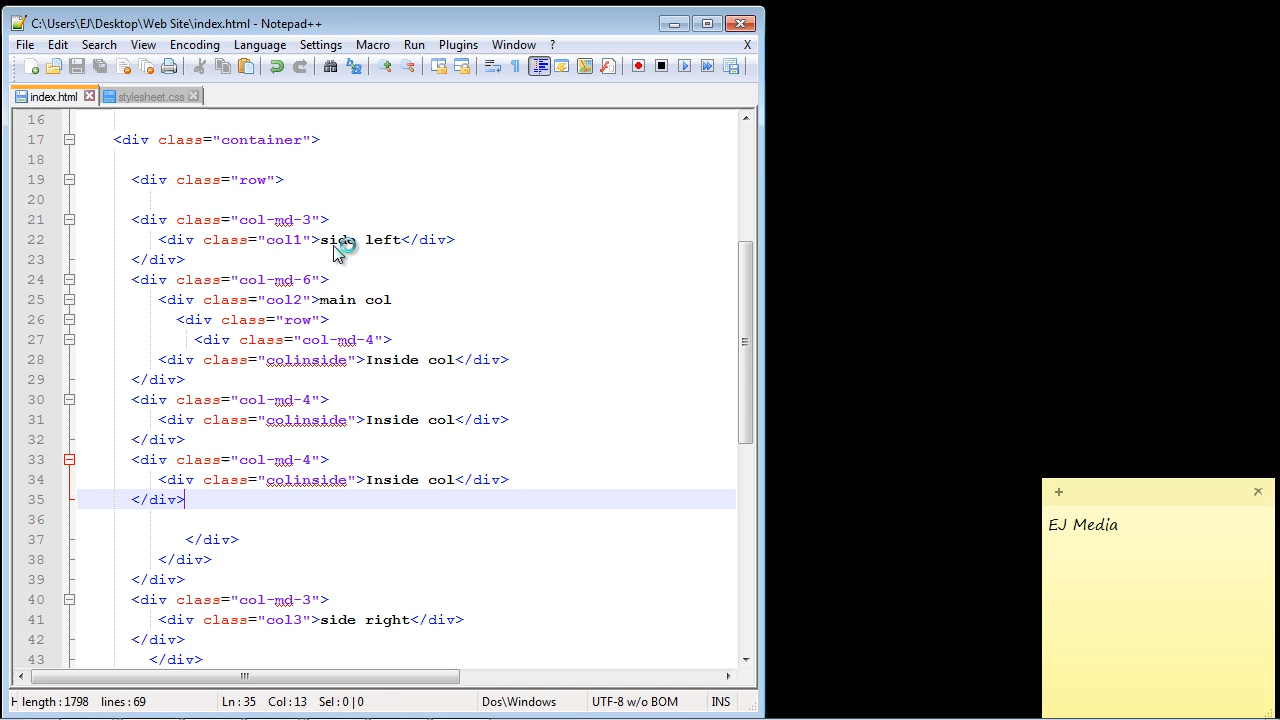 C:\Users\EJ\Desktop\Web Site\index.html - Notepad++
File Edit Search View Encoding Language Settings Macro Run Plugins Window ? X
index.html stylesheet.css
16
17 <div class="container">
18
19 <div class="row">
20
21 <div class="col-md-3">
22 <div class="col1">side left</div>
23 </div>
24 <div class="col-md-6">
25 <div class="col2">main col
26 <div class="row">
27 <div class="col-md-4">
28 <div class="colinside">Inside col</div>
29 </div>
30 <div class="col-md-4">
31 <div class="colinside">Inside col</div>
32 </div>
33 <div class="col-md-4">
34 <div class="colinside">Inside col</div>
35 </div>
36
37 </div>
38 </div>
39 </div>
40 <div class="col-md-3">
41 <div class="col3">side right</div>
42 </div>
43 </div>
H length : 1798 lines : 69 Ln : 35 Col : 13 Sel : 0 | 0 Dos\Windows UTF-8 w/o BOM INS
EJ Media